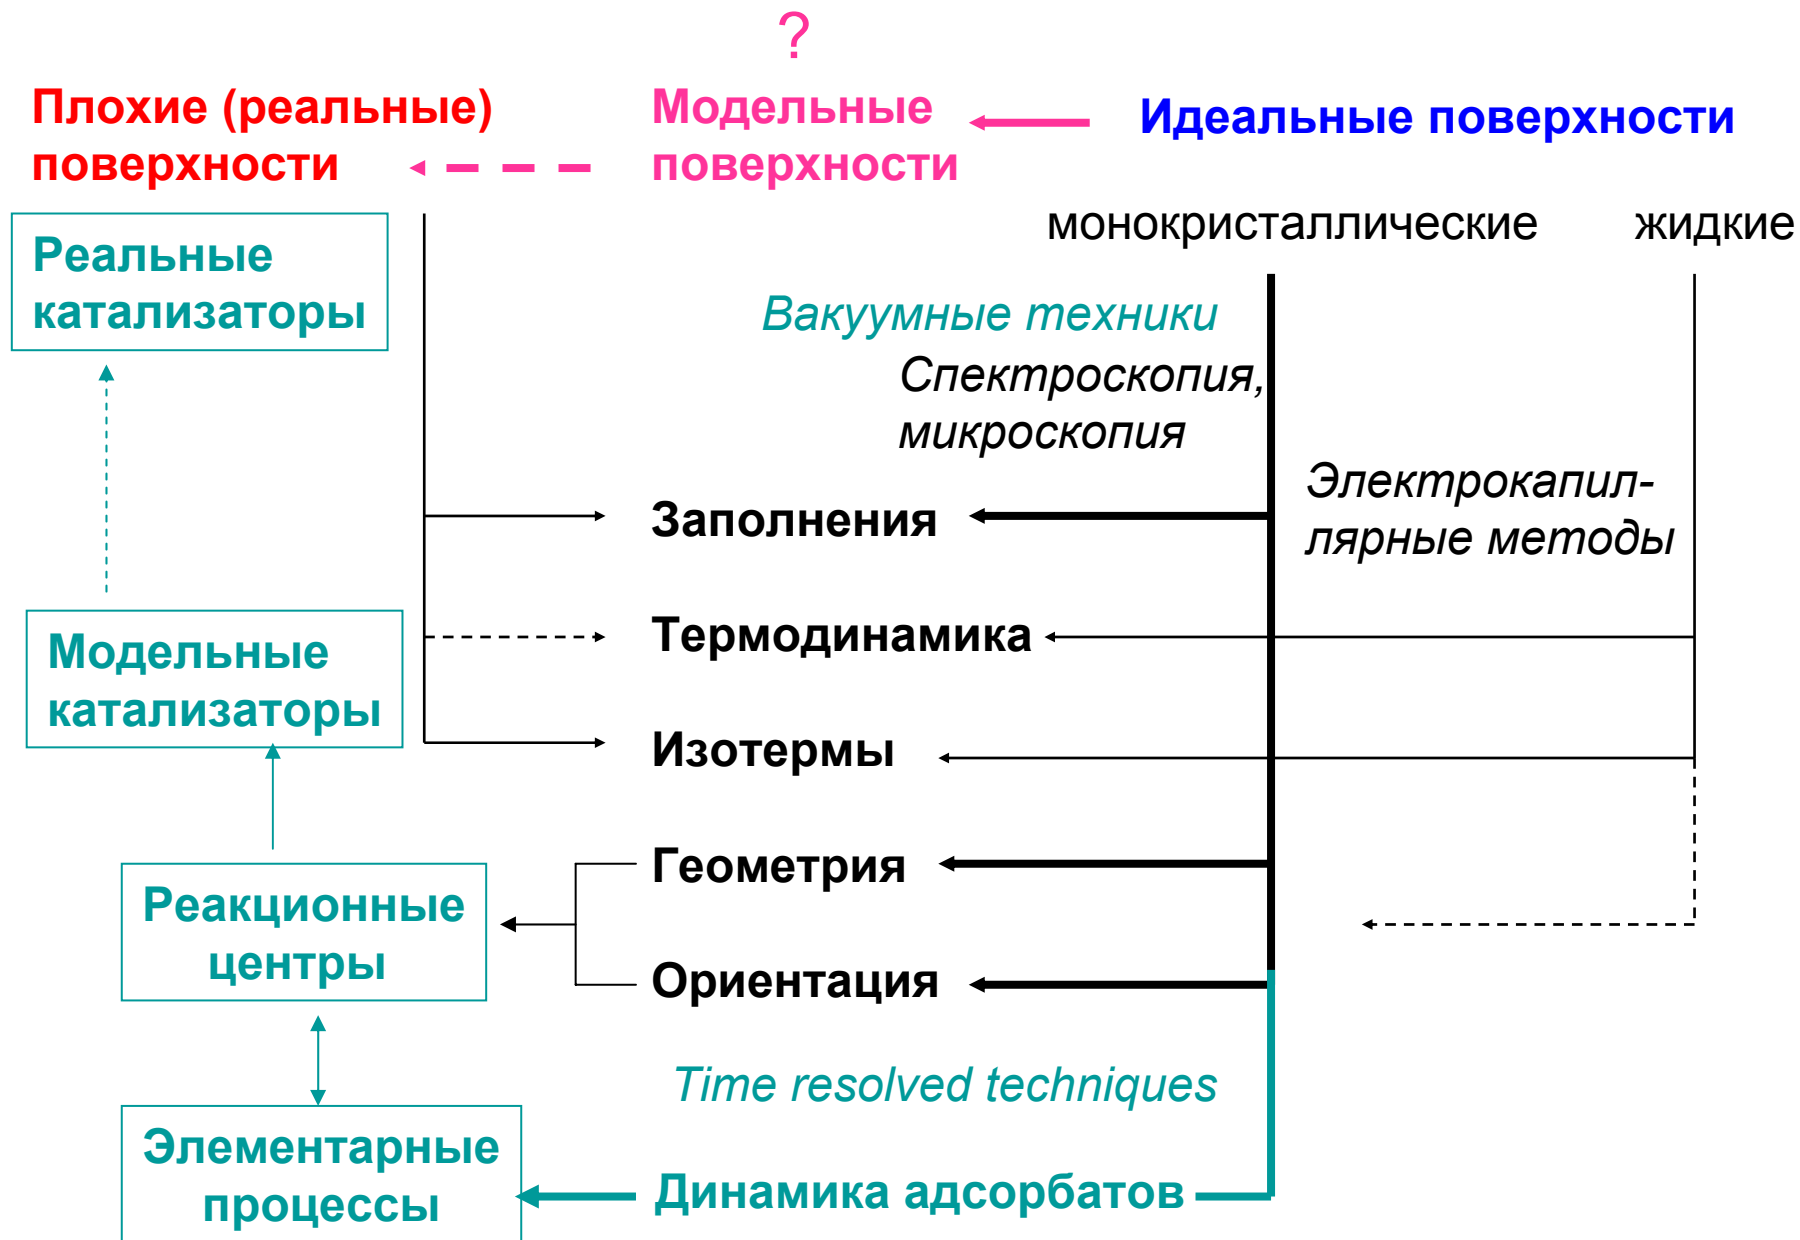 ?
Плохие (реальные)
поверхности
Модельные
поверхности
Идеальные поверхности
монокристаллические
жидкие
Реальные
катализаторы
Вакуумные техники
Спектроскопия,
микроскопия
Электрокапил-
лярные методы
Заполнения
Термодинамика
Модельные
катализаторы
Изотермы
Геометрия
Реакционные
центры
Ориентация
Time resolved techniques
Элементарные
процессы
Динамика адсорбатов